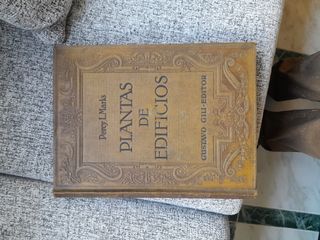 Percy L. Marks
PLANTAS
DE
EDIFICIOS
GUSTAVO GILI-EDITOR